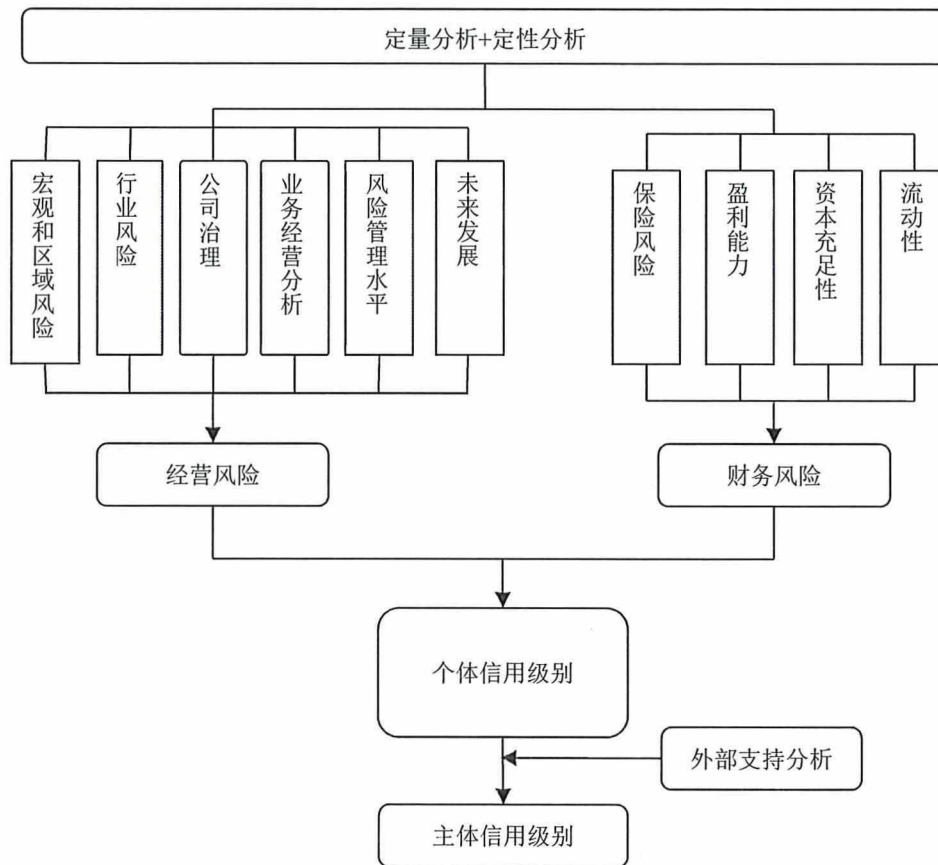 定量分析+定性分析
宏观和区域风险
行业风险
公司治理
业务经营分析
风险管理水平
未来发展
保险风险
盈利能力
资本充足性
流动性
经营风险
财务风险
个体信用级别
外部支持分析
主体信用级别